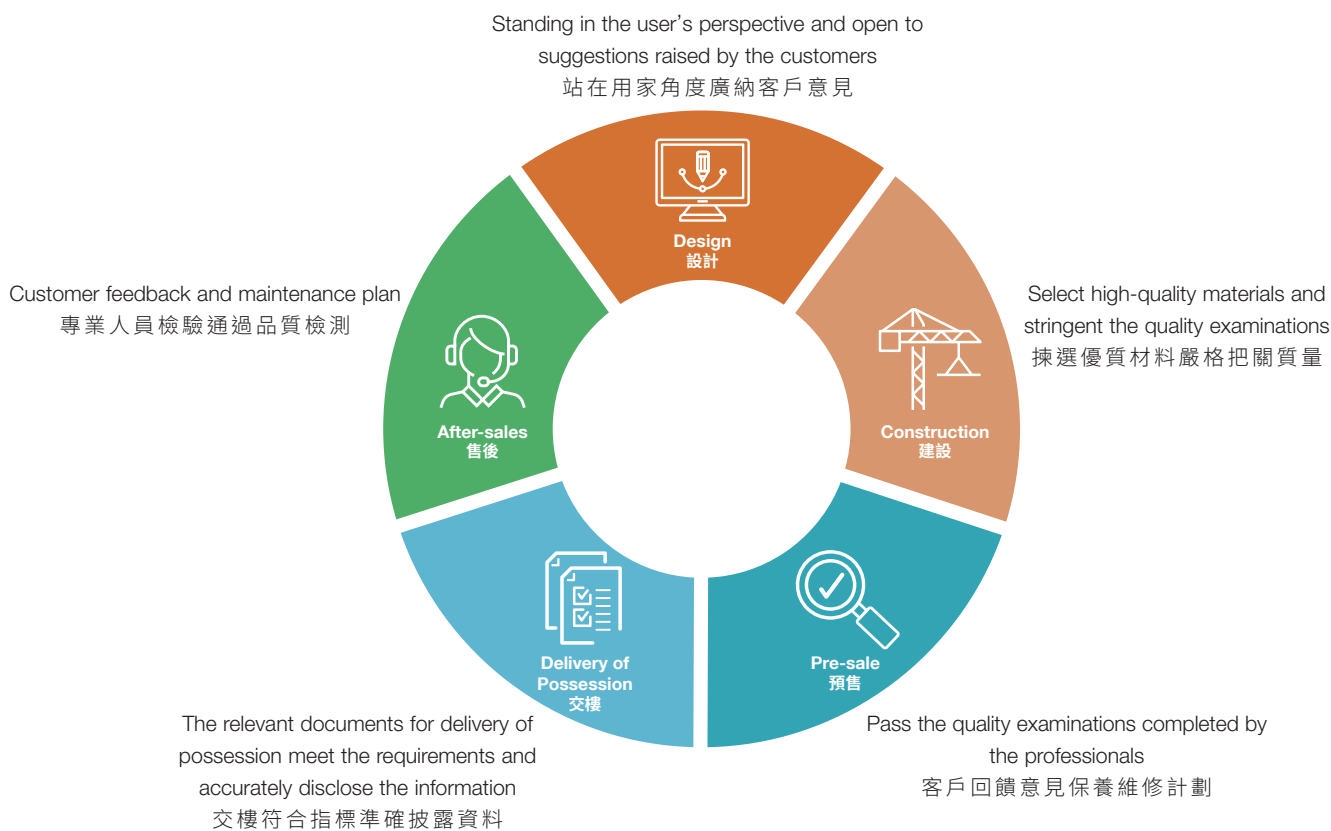 Standing in the user’s perspective and open to
suggestions raised by the customers
站在用家角度廣納客戶意見
Design
設計
Customer feedback and maintenance plan
專業人員檢驗通過品質檢測
Select high-quality materials and
stringent the quality examinations
揀選優質材料嚴格把關質量
After-sales
售後
Construction
建設
Delivery of
Possession
交樓
Pre-sale
預售
The relevant documents for delivery of
possession meet the requirements and
accurately disclose the information
交樓符合指標準確披露資料
Pass the quality examinations completed by
the professionals
客戶回饋意見保養維修計劃